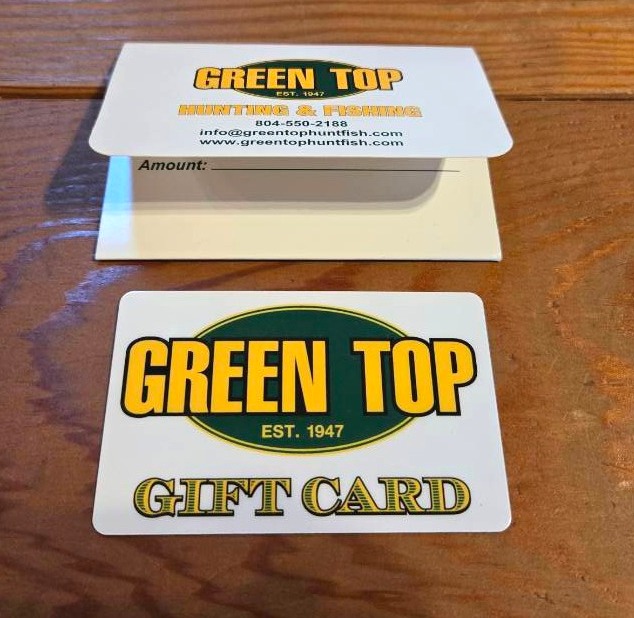 GREEN TOP
EST. 1947
HUNTING & FISHING
804-550-2188
info@greentophuntfish.com
www.greentophuntfish.com
Amount:
GREEN TOP
EST. 1947
GIFT CARD